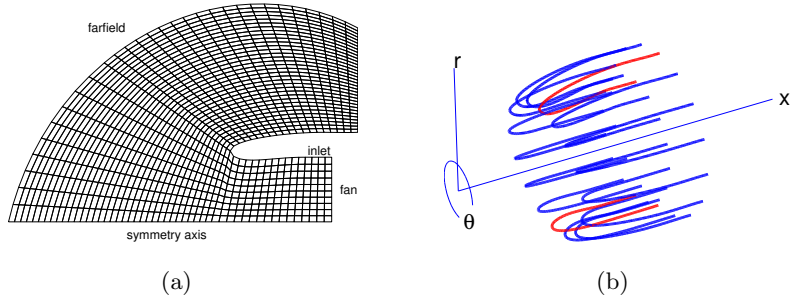 farfield
inlet
fan
symmetry axis
(a)
r
x
θ
(b)